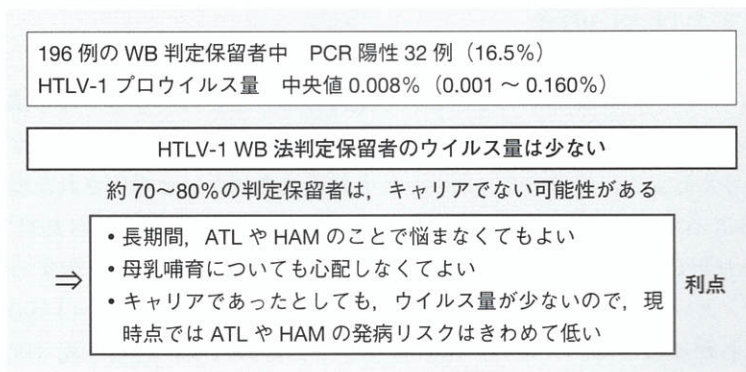 196 例の WB 判定保留者中　PCR 陽性 32 例（16.5%）
HTLV-1 プロウイルス量　中央値 0.008%（0.001 ～ 0.160%）
HTLV-1 WB 法判定保留者のウイルス量は少ない
約 70～80%の判定保留者は，キャリアでない可能性がある
⇒
• 長期間，ATL や HAM のことで悩まなくてもよい
• 母乳哺育についても心配しなくてよい
• キャリアであったとしても，ウイルス量が少ないので，現
時点では ATL や HAM の発病リスクはきわめて低い
利点